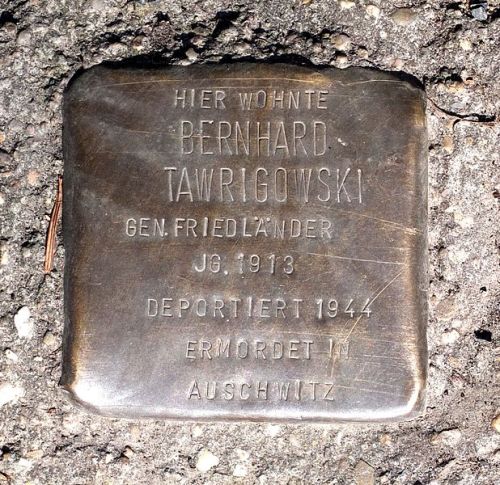 HIER WOHNTE
BERNHARD
TAWRIGOWSKI
GEN. FRIEDLÄNDER
JG. 1913
DEPORTIERT 1944
ERMORDET IN
AUSCHWITZ